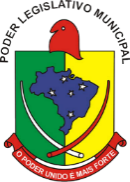 PODER LEGISLATIVO MUNICIPAL
O PODER UNIDO É MAIS FORTE